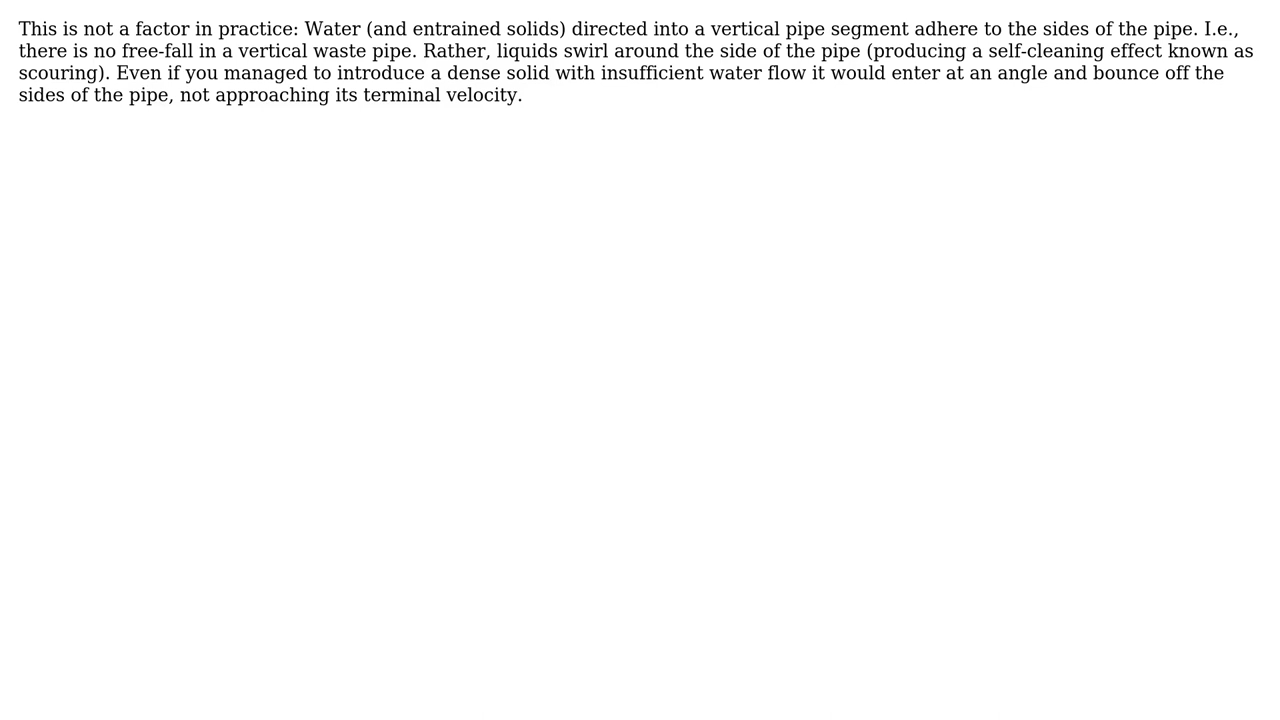 This is not a factor in practice: Water (and entrained solids) directed into a vertical pipe segment adhere to the sides of the pipe. I.e.,
there is no free-fall in a vertical waste pipe. Rather, liquids swirl around the side of the pipe (producing a self-cleaning effect known as
scouring). Even if you managed to introduce a dense solid with insufficient water flow it would enter at an angle and bounce off the
sides of the pipe, not approaching its terminal velocity.